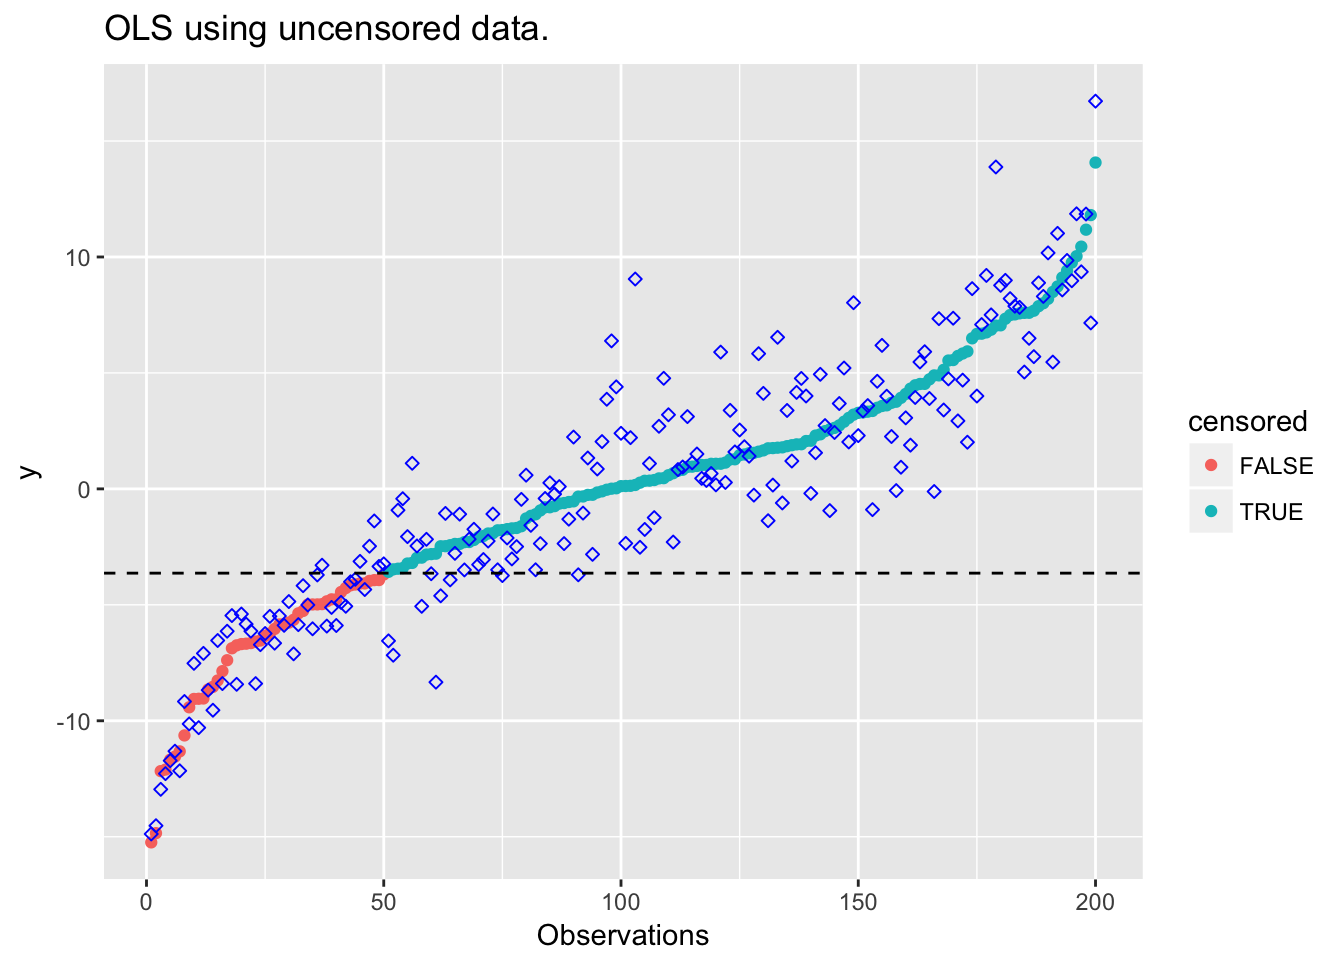 OLS using uncensored data.
y
10
0
-10
0
50
100
150
200
Observations
censored
FALSE
TRUE